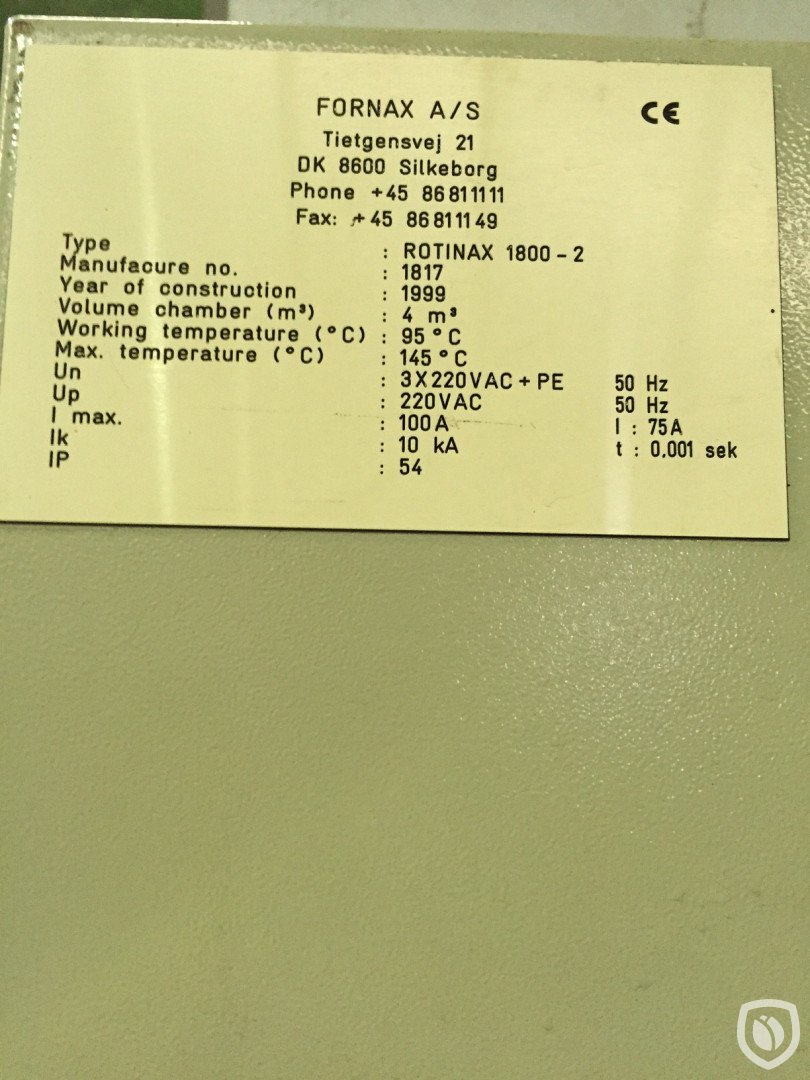 FORNAX A/S CE
Tietgensvej 21
DK 8600 Silkeborg
Phone +45 86811111
Fax: +45 86811149
Type : ROTINAX 1800-2
Manufacure no. : 1817
Year of construction : 1999
Volume chamber (m³) : 4 m³
Working temperature (°C) : 95°C
Max. temperature (°C) : 145°C
Un : 3X220VAC+PE 50 Hz
Up : 220VAC 50 Hz
I max. : 100A I : 75A
Ik : 10 kA t : 0,001 sek
IP : 54